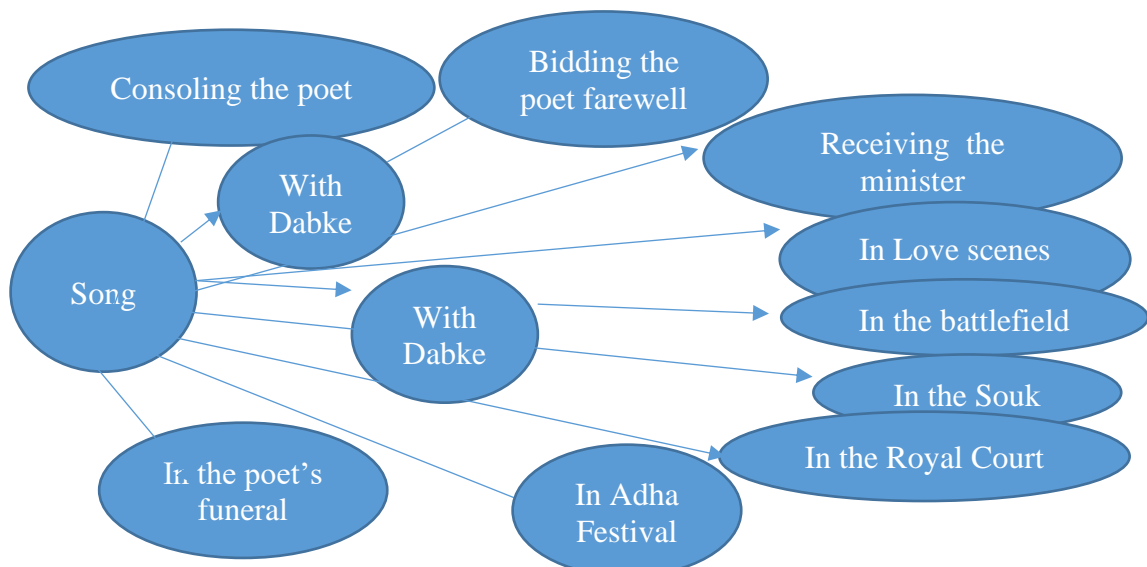 Consoling the poet
Bidding the
poet farewell
Receiving the
minister
With
Dabke
In Love scenes
Song
In the battlefield
With
Dabke
In the Souk
In the Royal Court
In the poet’s
funeral
In Adha
Festival